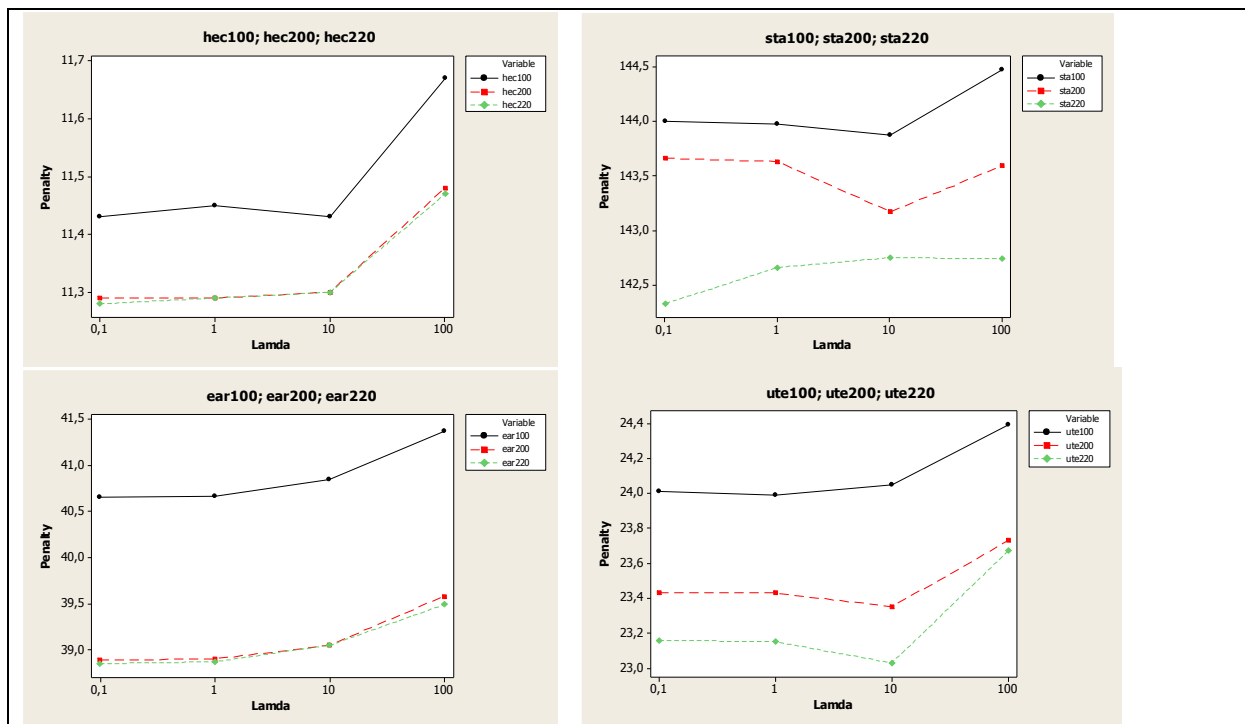 hec100; hec200; hec220
11,7
11,6
11,5
11,4
11,3
Penalty
0,1 1 10 100
Lamda
Variable
hec100
hec200
hec220
sta100; sta200; sta220
144,5
144,0
143,5
143,0
142,5
Penalty
0,1 1 10 100
Lamda
Variable
sta100
sta200
sta220
ear100; ear200; ear220
41,5
41,0
40,5
40,0
39,5
39,0
Penalty
0,1 1 10 100
Lamda
Variable
ear100
ear200
ear220
ute100; ute200; ute220
24,4
24,2
24,0
23,8
23,6
23,4
23,2
23,0
Penalty
0,1 1 10 100
Lamda
Variable
ute100
ute200
ute220